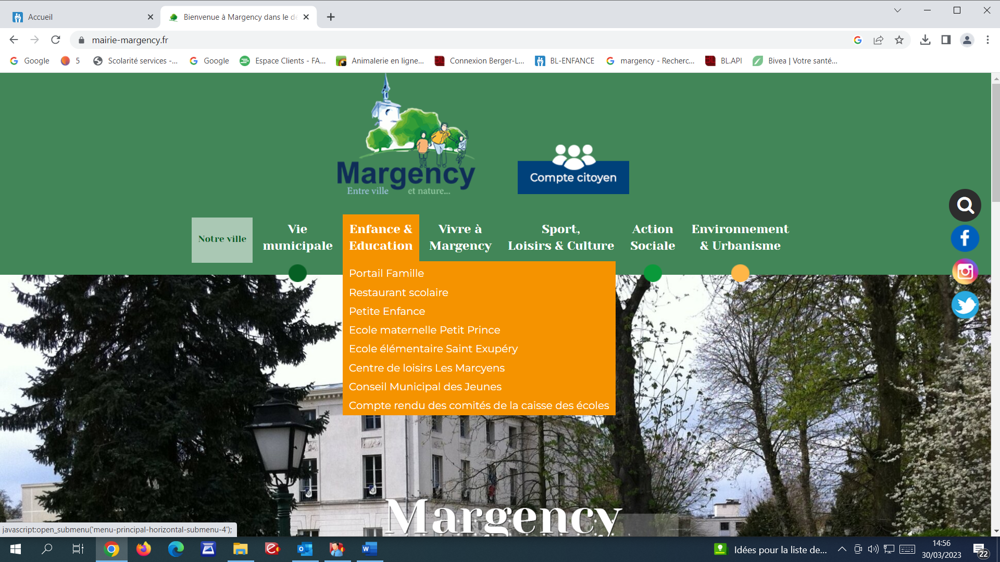 Accueil
Bienvenue à Margency dans le dé
mairie-margency.fr
Google
5
Scolarité services -...
Google
Espace Clients - FA...
Animalerie en ligne...
Connexion Berger-L...
BL-ENFANCE
margency - Recherc...
BL.API
Bivea | Votre santé...
Margency
Entre ville et nature...
Compte citoyen
Notre ville
Vie
municipale
Enfance &
Education
Vivre à
Margency
Sport,
Loisirs & Culture
Action
Sociale
Environnement
& Urbanisme
Portail Famille
Restaurant scolaire
Petite Enfance
Ecole maternelle Petit Prince
Ecole élémentaire Saint Exupéry
Centre de loisirs Les Marcyens
Conseil Municipal des Jeunes
Compte rendu des comités de la caisse des écoles
Margency
javascript:open_submenu('menu-principal-horizontal-submenu-4');
Idées pour la liste de...
14:56
30/03/2023
22